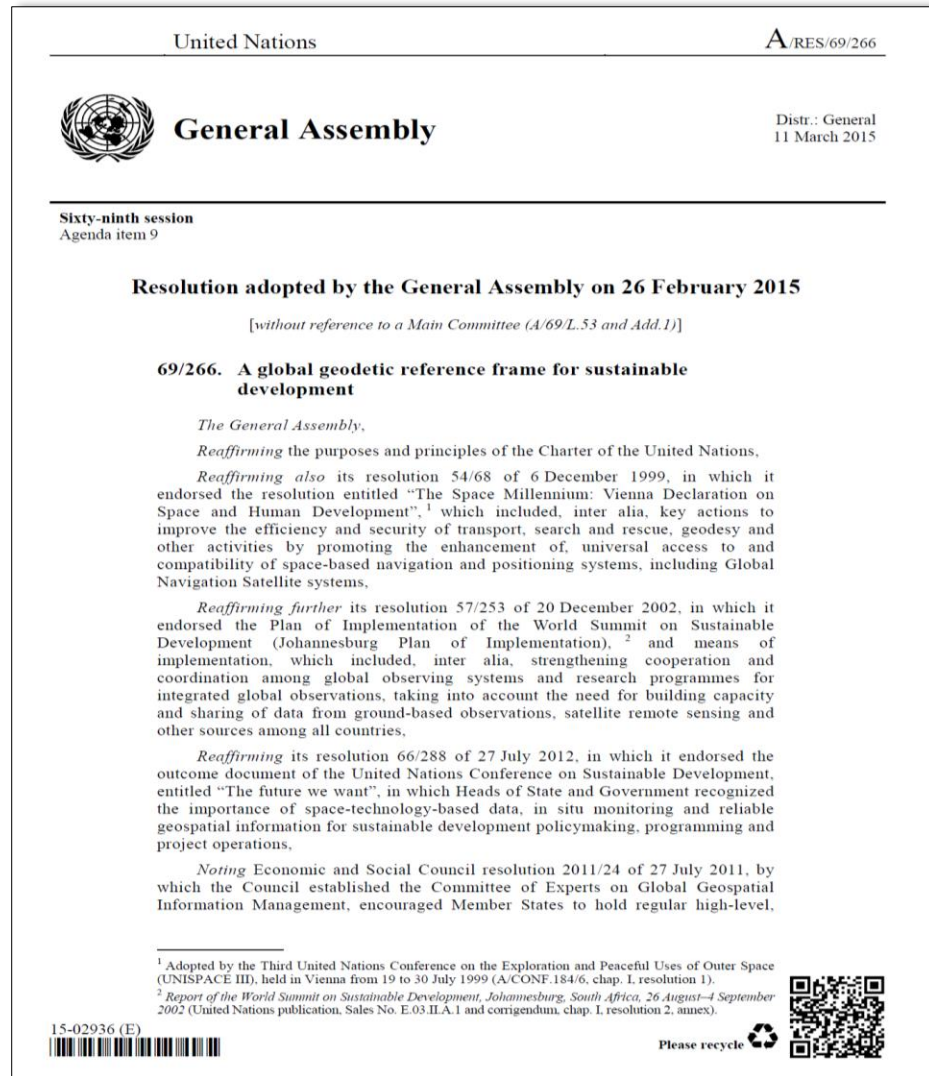 United Nations
A/RES/69/266
General Assembly
Distr.: General
11 March 2015
Sixty-ninth session
Agenda item 9
Resolution adopted by the General Assembly on 26 February 2015
[without reference to a Main Committee (A/69/L.53 and Add.1)]
69/266. A global geodetic reference frame for sustainable
development
The General Assembly,
Reaffirming the purposes and principles of the Charter of the United Nations,
Reaffirming also its resolution 54/68 of 6 December 1999, in which it
endorsed the resolution entitled “The Space Millennium: Vienna Declaration on
Space and Human Development”, 1 which included, inter alia, key actions to
improve the efficiency and security of transport, search and rescue, geodesy and
other activities by promoting the enhancement of, universal access to and
compatibility of space-based navigation and positioning systems, including Global
Navigation Satellite systems,
Reaffirming further its resolution 57/253 of 20 December 2002, in which it
endorsed the Plan of Implementation of the World Summit on Sustainable
Development (Johannesburg Plan of Implementation), 2 and means of
implementation, which included, inter alia, strengthening cooperation and
coordination among global observing systems and research programmes for
integrated global observations, taking into account the need for building capacity
and sharing of data from ground-based observations, satellite remote sensing and
other sources among all countries,
Reaffirming its resolution 66/288 of 27 July 2012, in which it endorsed the
outcome document of the United Nations Conference on Sustainable Development,
entitled “The future we want”, in which Heads of State and Government recognized
the importance of space-technology-based data, in situ monitoring and reliable
geospatial information for sustainable development policymaking, programming and
project operations,
Noting Economic and Social Council resolution 2011/24 of 27 July 2011, by
which the Council established the Committee of Experts on Global Geospatial
Information Management, encouraged Member States to hold regular high-level,
1 Adopted by the Third United Nations Conference on the Exploration and Peaceful Uses of Outer Space
(UNISPACE III), held in Vienna from 19 to 30 July 1999 (A/CONF.184/6, chap. I, resolution 1).
2 Report of the World Summit on Sustainable Development, Johannesburg, South Africa, 26 August–4 September
2002 (United Nations publication, Sales No. E.03.II.A.1 and corrigendum, chap. I, resolution 2, annex).
15-02936 (E)
Please recycle